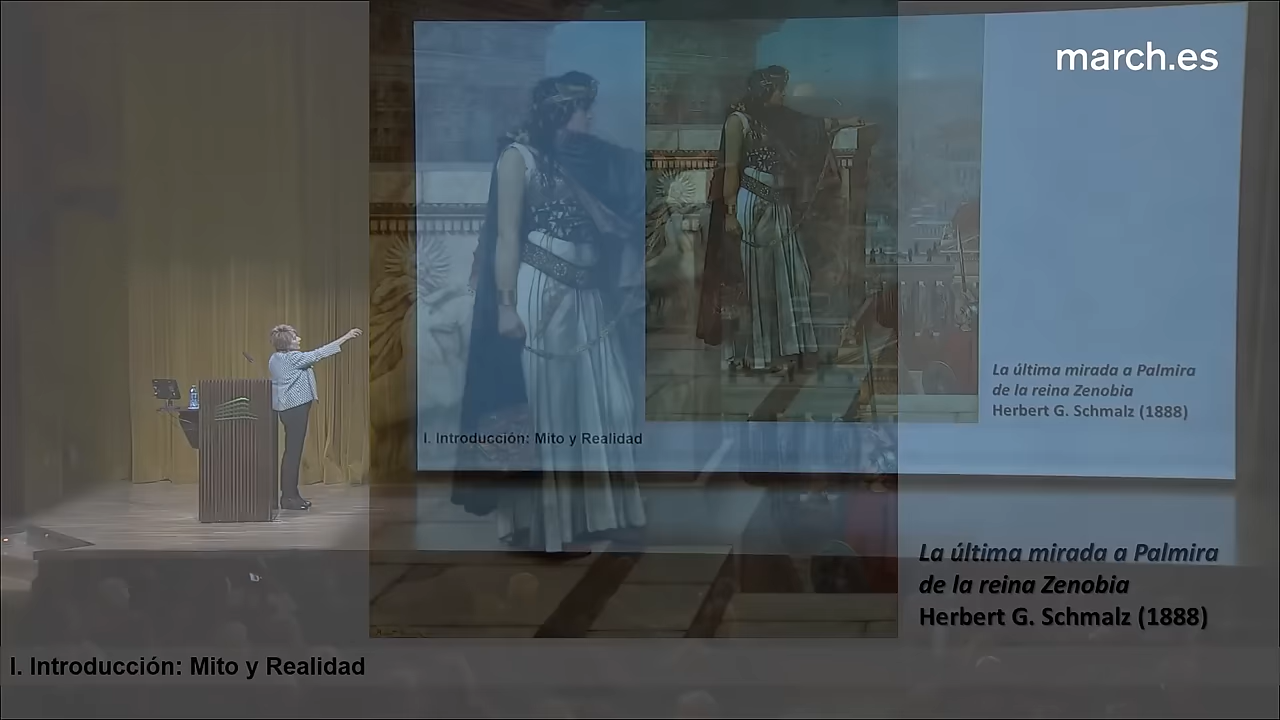 march.es
La última mirada a Palmira
de la reina Zenobia
Herbert G. Schmalz (1888)
I. Introducción: Mito y Realidad
La última mirada a Palmira
de la reina Zenobia
Herbert G. Schmalz (1888)
I. Introducción: Mito y Realidad